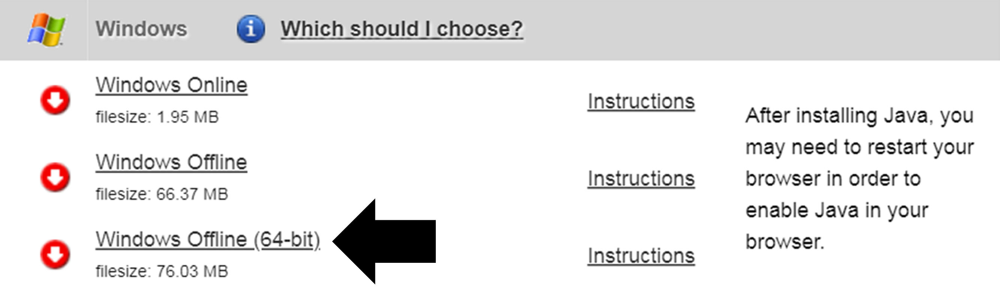 Windows
Which should I choose?
Windows Online
filesize: 1.95 MB
Instructions
Windows Offline
filesize: 66.37 MB
Instructions
Windows Offline (64-bit)
filesize: 76.03 MB
Instructions
After installing Java, you
may need to restart your
browser in order to
enable Java in your
browser.